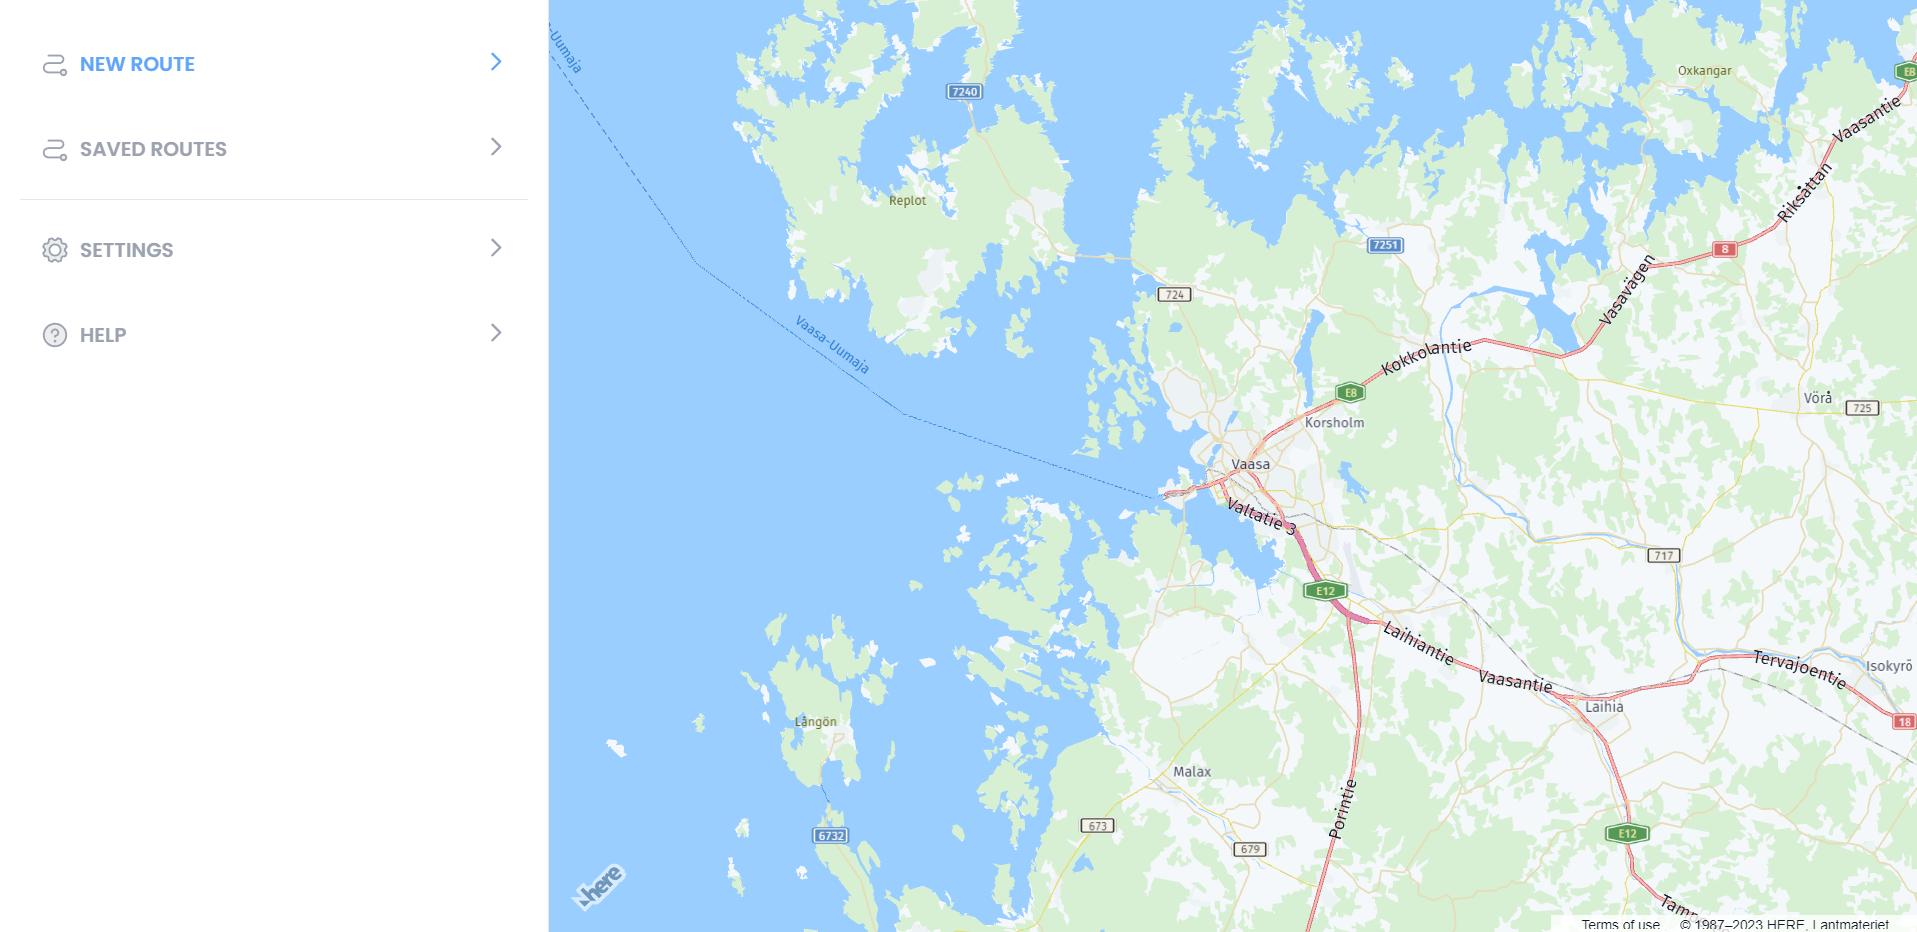 NEW ROUTE
SAVED ROUTES
SETTINGS
HELP
-Uumaja
7240
Oxkangar
E8
Vaasantie
Riksåttan
Replot
7251
8
Vasavägen
724
Vaasa-Uumaja
Kokkolantie
E8
Vörå
725
Korsholm
Vaasa
Valtatie 3
717
E12
Laihiantie
Vaasantie
Tervajoentie
Isokyrö
Laihia
18
Långön
Malax
Porintie
673
6732
679
E12
here
Tamp
Terms of use
© 1987–2023 HERE, Lantmateriet